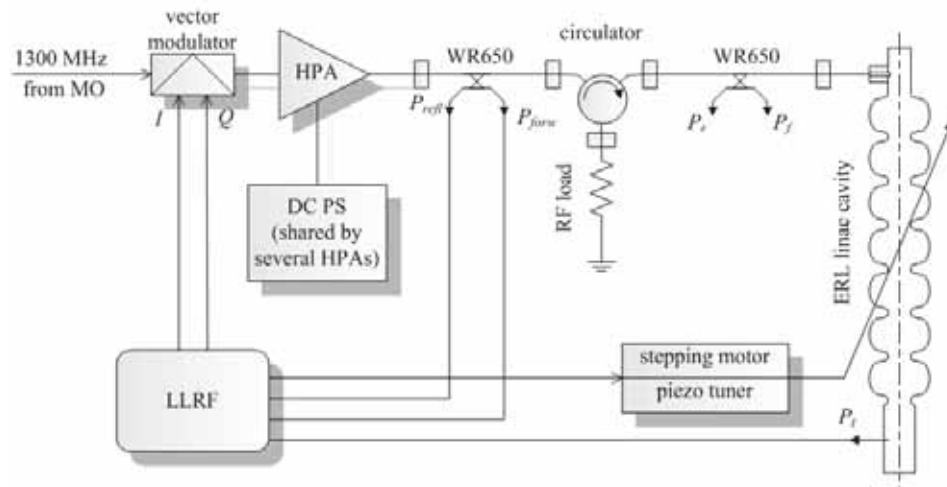 vector
modulator
1300 MHz
from MO
I
Q
HPA
WR650
P_refl
P_forw
circulator
WR650
P_r
P_f
RF load
DC PS
(shared by
several HPAs)
ERL linac cavity
stepping motor
piezo tuner
LLRF
P_t